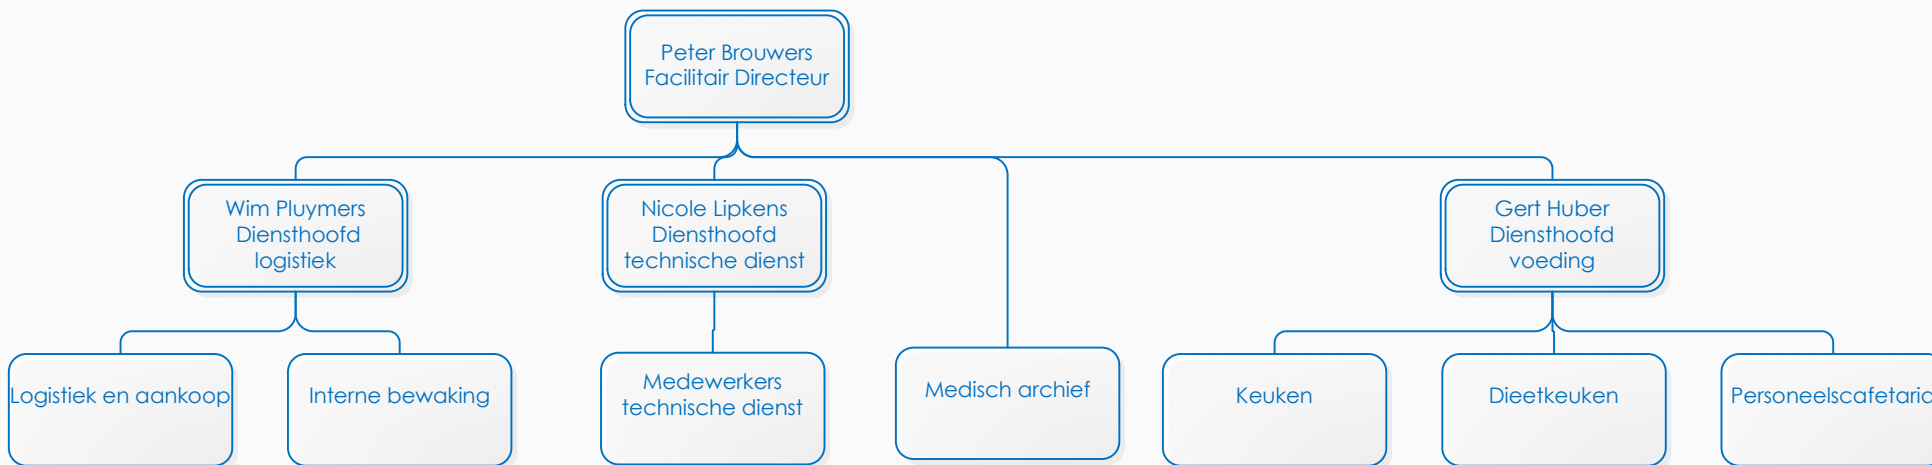 Peter Brouwers
Facilitair Directeur
Wim Pluymers
Diensthoofd
logistiek
Nicole Lipkens
Diensthoofd
technische dienst
Gert Huber
Diensthoofd
voeding
Logistiek en aankoop
Interne bewaking
Medewerkers
technische dienst
Medisch archief
Keuken
Dieetkeuken
Personeelscafetaria